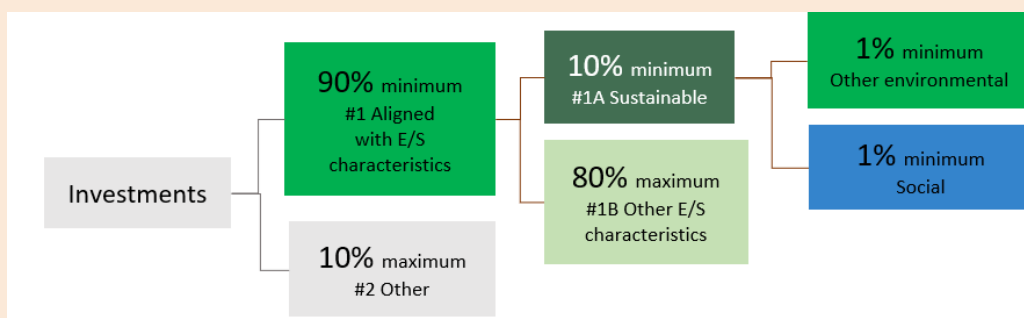 Investments
90% minimum
#1 Aligned
with E/S
characteristics
10% maximum
#2 Other
10% minimum
#1A Sustainable
80% maximum
#1B Other E/S
characteristics
1% minimum
Other environmental
1% minimum
Social